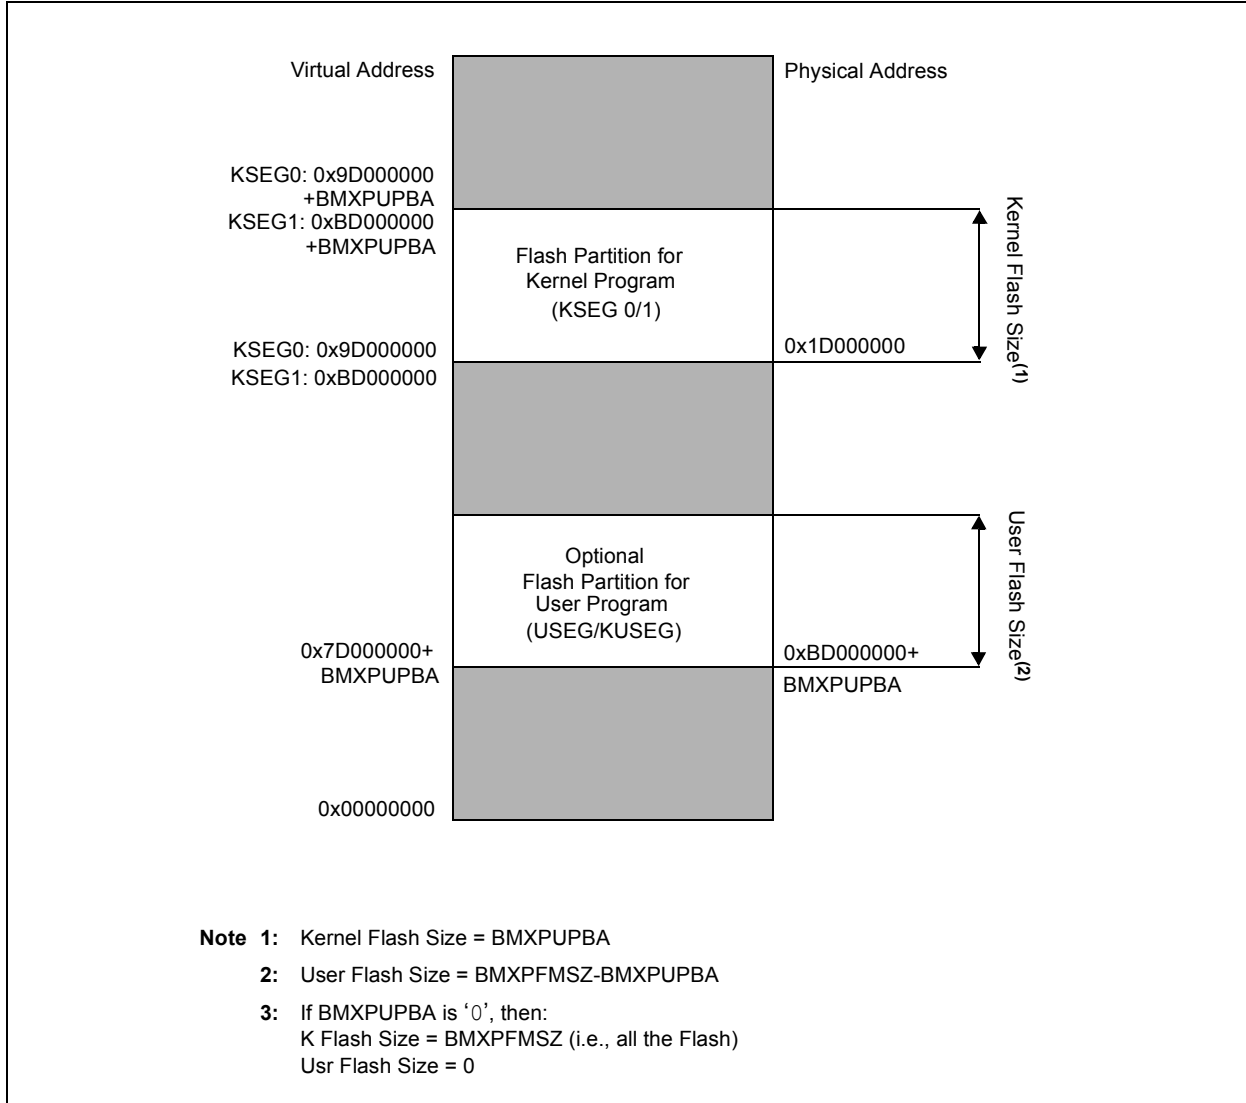 Virtual Address
Physical Address
KSEG0: 0x9D000000
+BMXPUPBA
KSEG1: 0xBD000000
+BMXPUPBA
Flash Partition for
Kernel Program
(KSEG 0/1)
Kernel Flash Size(1)
KSEG0: 0x9D000000
KSEG1: 0xBD000000
0x1D000000
Optional
Flash Partition for
User Program
(USEG/KUSEG)
User Flash Size(2)
0x7D000000+
BMXPUPBA
0xBD000000+
BMXPUPBA
0x00000000
Note 1: Kernel Flash Size = BMXPUPBA
2: User Flash Size = BMXPFMSZ-BMXPUPBA
3: If BMXPUPBA is ‘0’, then:
K Flash Size = BMXPFMSZ (i.e., all the Flash)
Usr Flash Size = 0